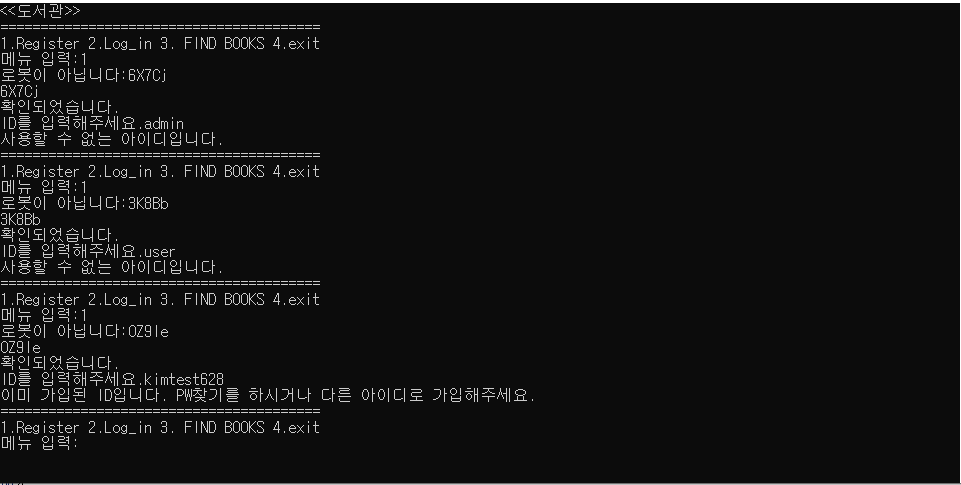 <<도서관>>
========================================
1.Register 2.Log_in 3. FIND BOOKS 4.exit
메뉴 입력:1
로봇이 아닙니다:6X7Cj
6X7Cj
확인되었습니다.
ID를 입력해주세요.admin
사용할 수 없는 아이디입니다.
========================================
1.Register 2.Log_in 3. FIND BOOKS 4.exit
메뉴 입력:1
로봇이 아닙니다:3K8Bb
3K8Bb
확인되었습니다.
ID를 입력해주세요.user
사용할 수 없는 아이디입니다.
========================================
1.Register 2.Log_in 3. FIND BOOKS 4.exit
메뉴 입력:1
로봇이 아닙니다:0Z9Ie
0Z9Ie
확인되었습니다.
ID를 입력해주세요.kimtest628
이미 가입된 ID입니다. PW찾기를 하시거나 다른 아이디로 가입해주세요.
========================================
1.Register 2.Log_in 3. FIND BOOKS 4.exit
메뉴 입력: